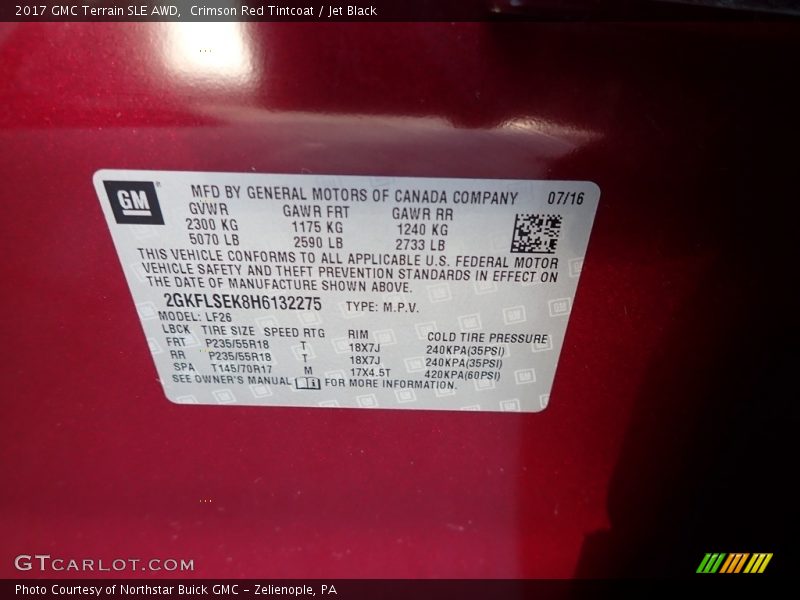 2017 GMC Terrain SLE AWD, Crimson Red Tintcoat / Jet Black
GM
MFD BY GENERAL MOTORS OF CANADA COMPANY 07/16
GVWR GAWR FRT GAWR RR
2300 KG 1175 KG 1240 KG
5070 LB 2590 LB 2733 LB
THIS VEHICLE CONFORMS TO ALL APPLICABLE U.S. FEDERAL MOTOR
VEHICLE SAFETY AND THEFT PREVENTION STANDARDS IN EFFECT ON
THE DATE OF MANUFACTURE SHOWN ABOVE.
2GKFLSEK8H6132275 TYPE: M.P.V.
MODEL: LF26
LBCK TIRE SIZE SPEED RTG RIM COLD TIRE PRESSURE
FRT P235/55R18 T 18X7J 240KPA(35PSI)
RR P235/55R18 T 18X7J 240KPA(35PSI)
SPA T145/70R17 M 17X4.5T 420KPA(60PSI)
SEE OWNER'S MANUAL FOR MORE INFORMATION.
GTCARLOT.COM
Photo Courtesy of Northstar Buick GMC - Zelienople, PA